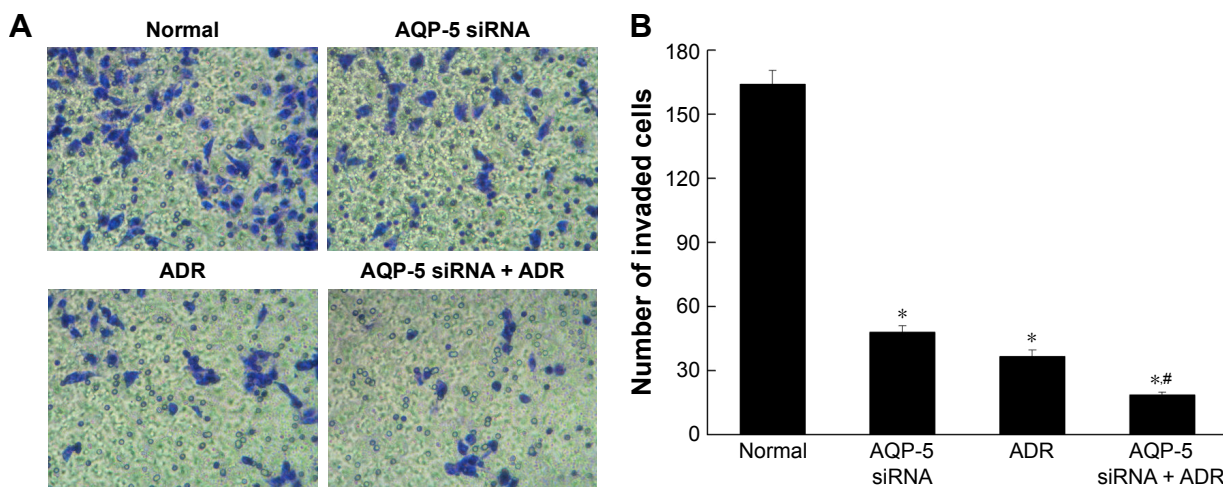 A
Normal
AQP-5 siRNA
ADR
AQP-5 siRNA + ADR
B
Number of invaded cells
180
150
120
90
60
30
0
*
*
*,#
Normal
AQP-5
siRNA
ADR
AQP-5
siRNA + ADR